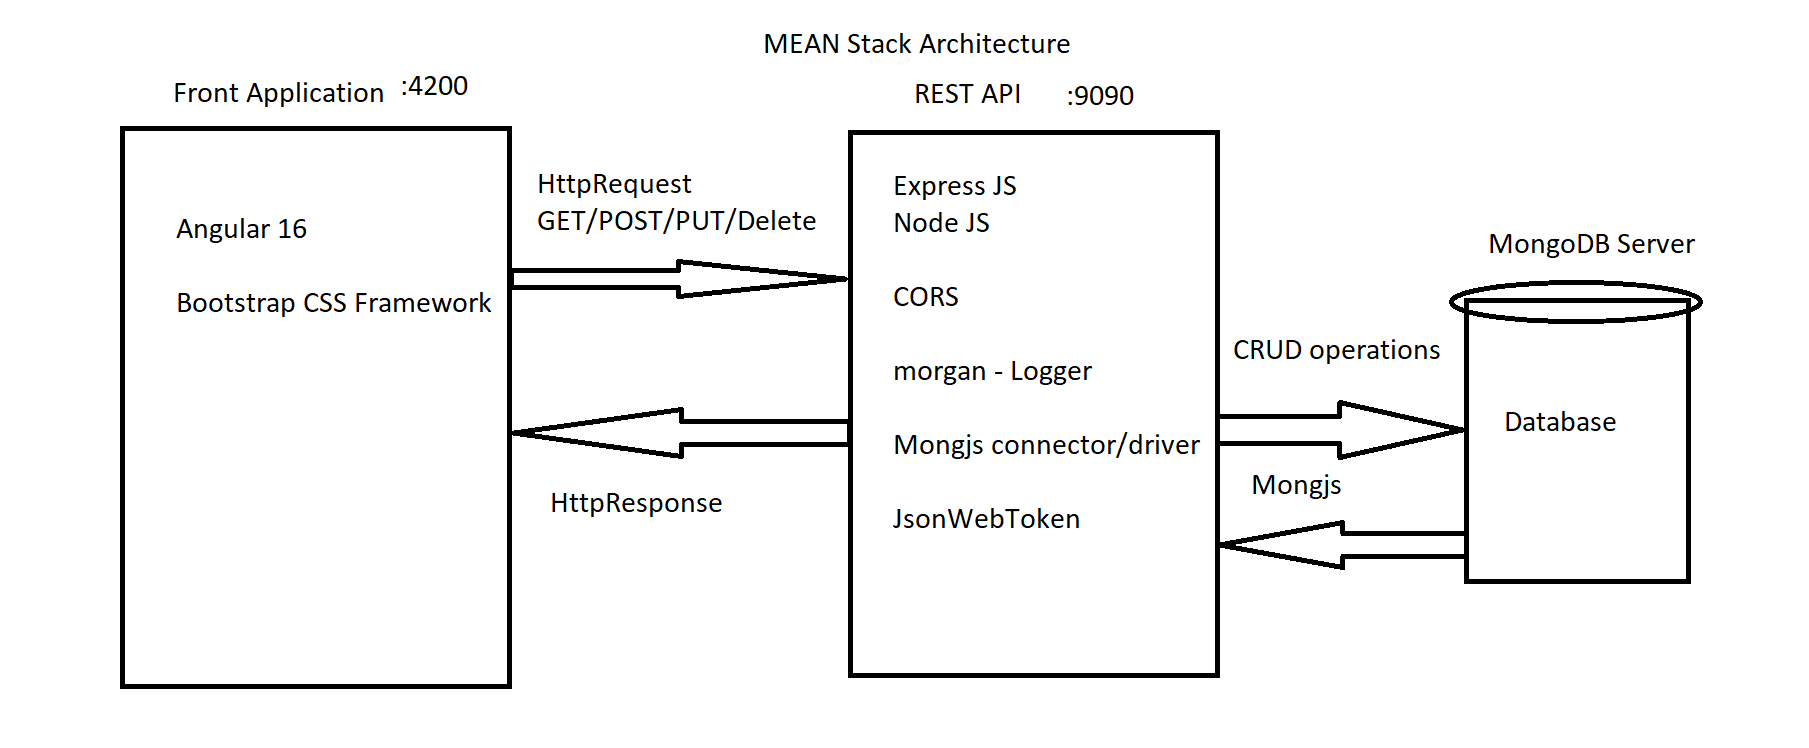 MEAN Stack Architecture
Front Application :4200
REST API :9090
Angular 16
Bootstrap CSS Framework
HttpRequest
GET/POST/PUT/Delete
HttpResponse
Express JS
Node JS
CORS
morgan - Logger
Mongjs connector/driver
JsonWebToken
CRUD operations
Mongjs
MongoDB Server
Database